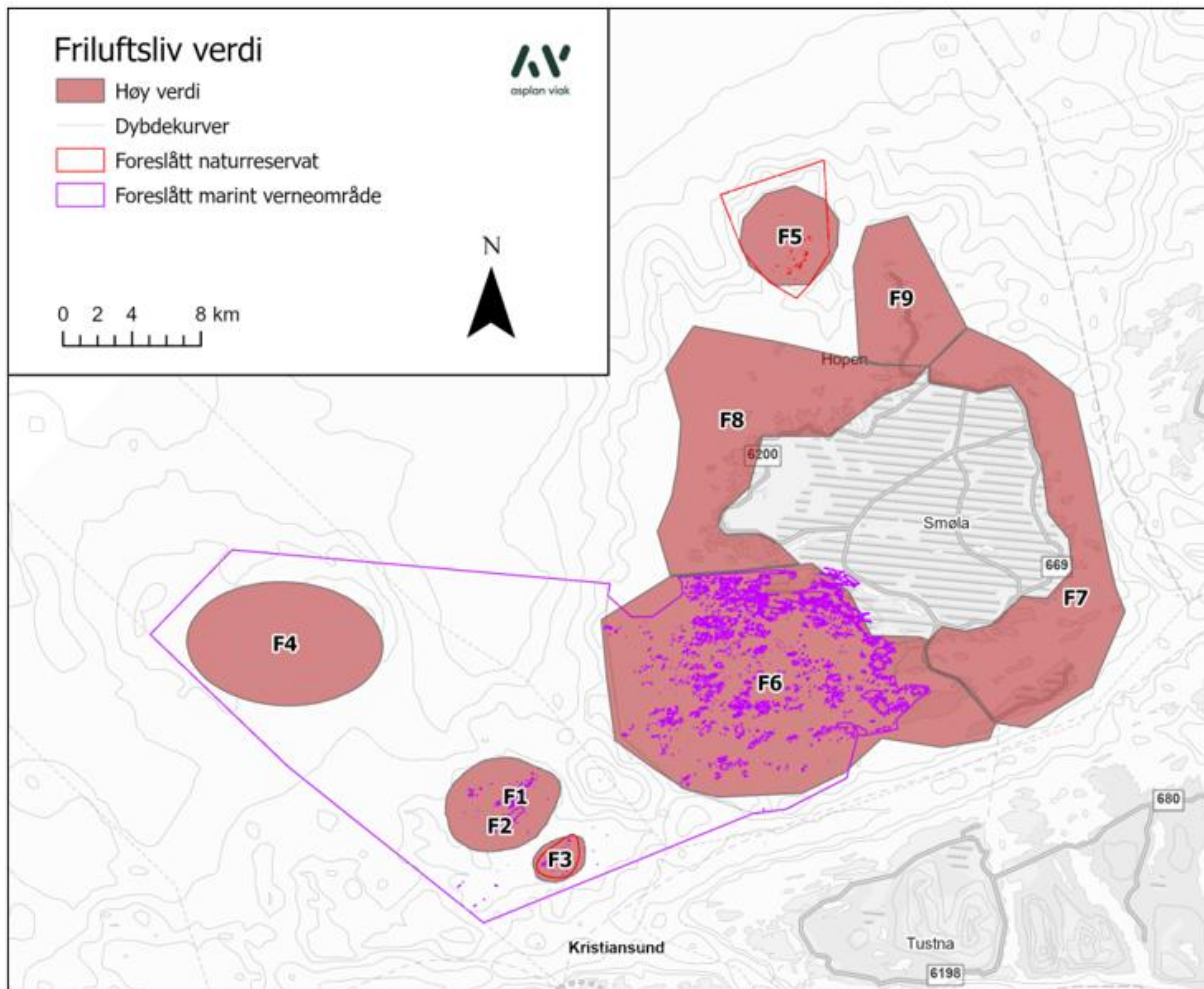 Friluftsliv verdi
asplan viak
Høy verdi
Dybdekurver
Foreslått naturreservat
Foreslått marint verneområde
N
0 2 4 8 km
F5
F9
Hopen
F8
6200
Smøla
669
F7
F4
F6
F1
F2
F3
680
Kristiansund
Tustna
6198